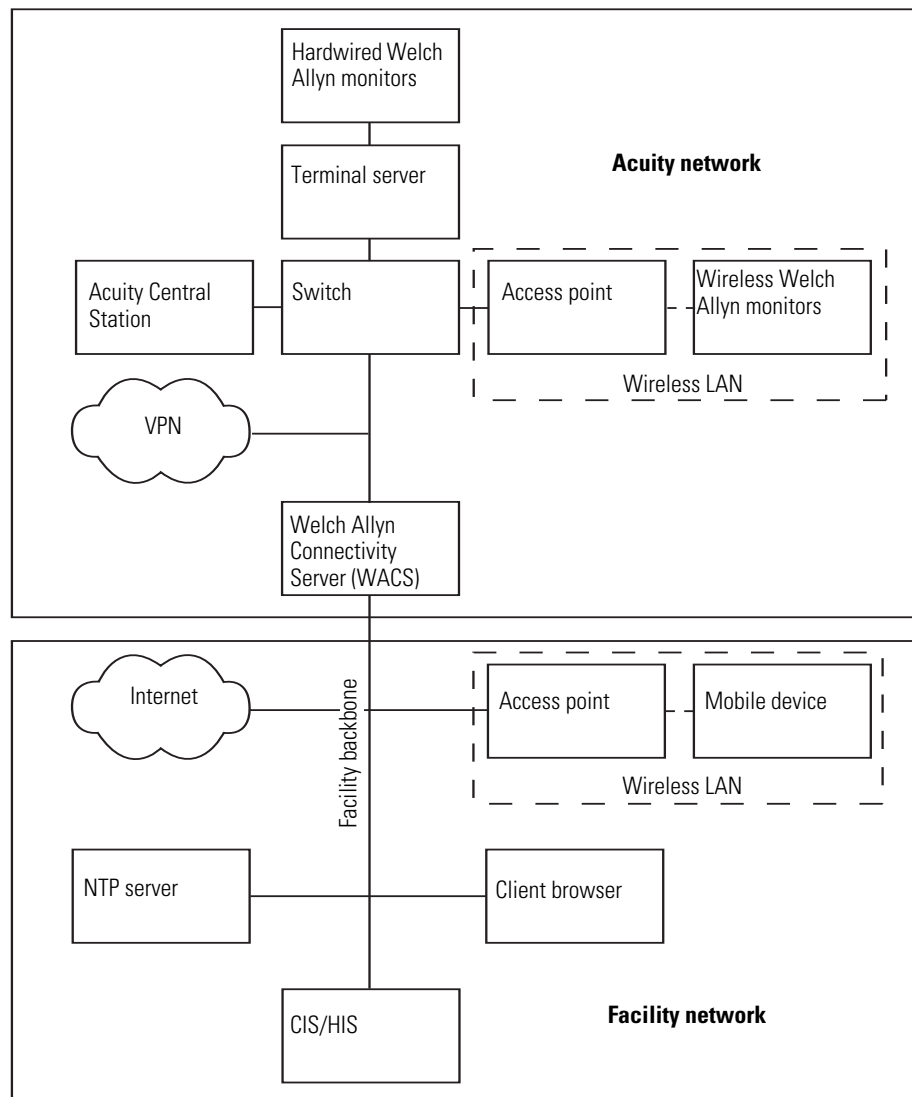 Hardwired Welch
Allyn monitors
Terminal server
Acuity network
Acuity Central
Station
Switch
Access point
Wireless Welch
Allyn monitors
Wireless LAN
VPN
Welch Allyn
Connectivity
Server (WACS)
Internet
Facility backbone
Access point
Mobile device
Wireless LAN
NTP server
Client browser
CIS/HIS
Facility network